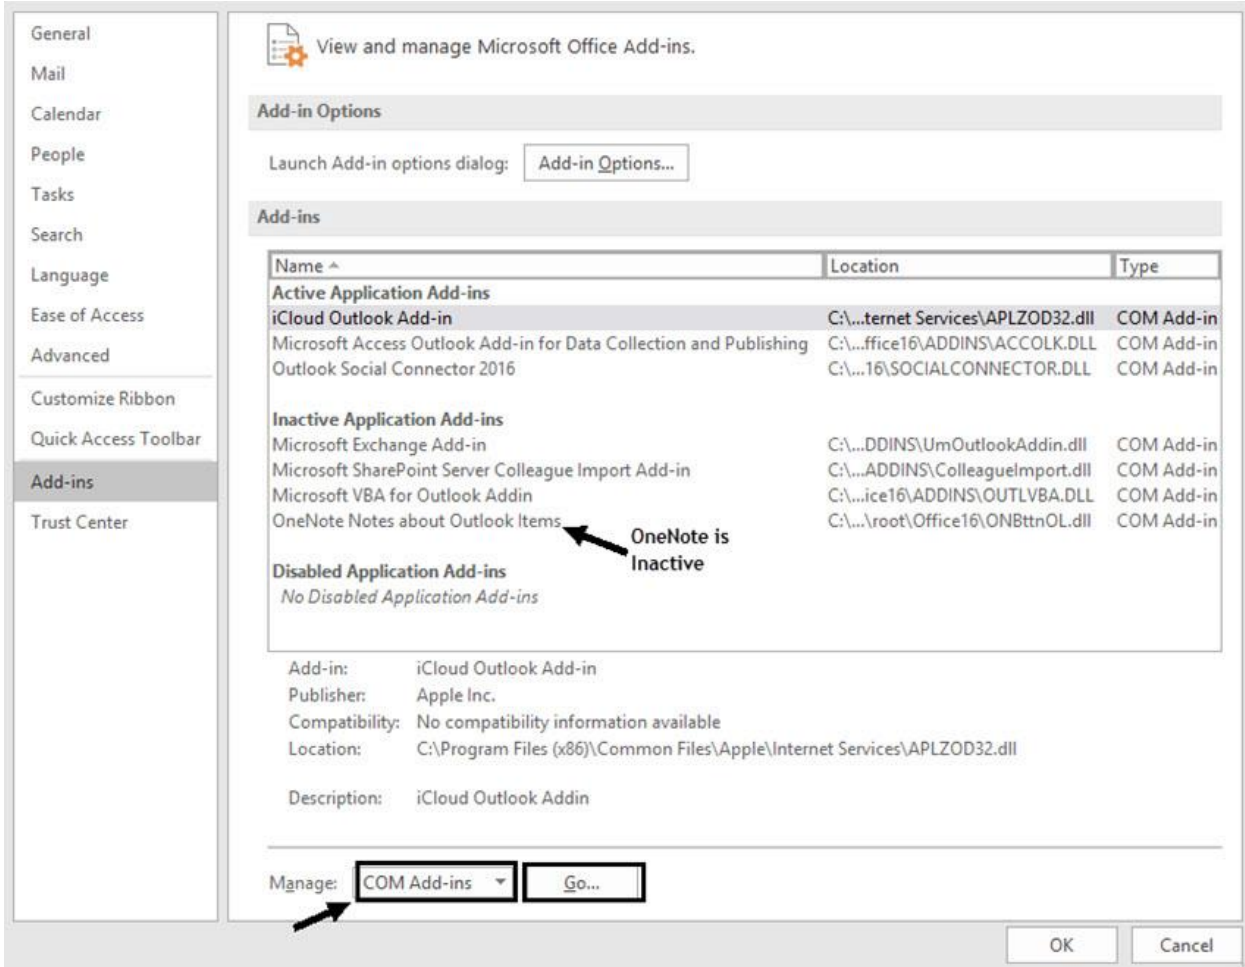 General
Mail
Calendar
People
Tasks
Search
Language
Ease of Access
Advanced
Customize Ribbon
Quick Access Toolbar
Add-ins
Trust Center
View and manage Microsoft Office Add-ins.
Add-in Options
Launch Add-in options dialog: Add-in Options...
Add-ins
Name Location Type
Active Application Add-ins
iCloud Outlook Add-in C:\...ternet Services\APLZOD32.dll COM Add-in
Microsoft Access Outlook Add-in for Data Collection and Publishing C:\...ffice16\ADDINS\ACCOLK.DLL COM Add-in
Outlook Social Connector 2016 C:\...16\SOCIALCONNECTOR.DLL COM Add-in
Inactive Application Add-ins
Microsoft Exchange Add-in C:\...DDINS\UmOutlookAddin.dll COM Add-in
Microsoft SharePoint Server Colleague Import Add-in C:\...ADDINS\ColleagueImport.dll COM Add-in
Microsoft VBA for Outlook Addin C:\...ice16\ADDINS\OUTLVBA.DLL COM Add-in
OneNote Notes about Outlook Items C:\...\root\Office16\ONBttnOL.dll COM Add-in
OneNote is
Inactive
Disabled Application Add-ins
No Disabled Application Add-ins
Add-in: iCloud Outlook Add-in
Publisher: Apple Inc.
Compatibility: No compatibility information available
Location: C:\Program Files (x86)\Common Files\Apple\Internet Services\APLZOD32.dll
Description: iCloud Outlook Addin
Manage: COM Add-ins Go...
OK Cancel